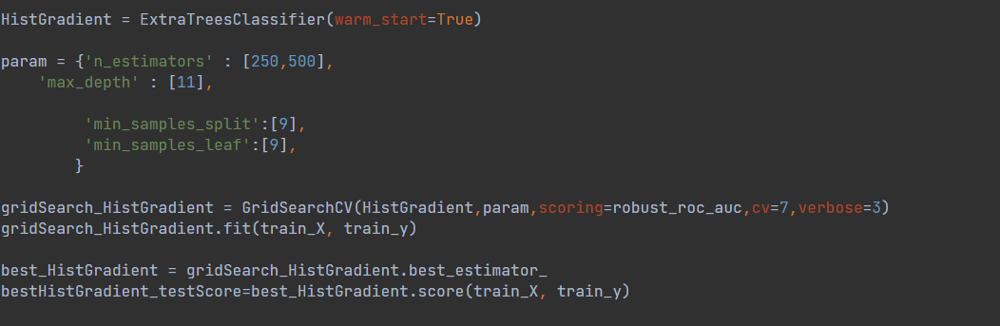 HistGradient = ExtraTreesClassifier(warm_start=True)
param = {'n_estimators' : [250,500],
'max_depth' : [11],
'min_samples_split':[9],
'min_samples_leaf':[9],
}
gridSearch_HistGradient = GridSearchCV(HistGradient,param,scoring=robust_roc_auc,cv=7,verbose=3)
gridSearch_HistGradient.fit(train_X, train_y)
best_HistGradient = gridSearch_HistGradient.best_estimator_
bestHistGradient_testScore=best_HistGradient.score(train_X, train_y)